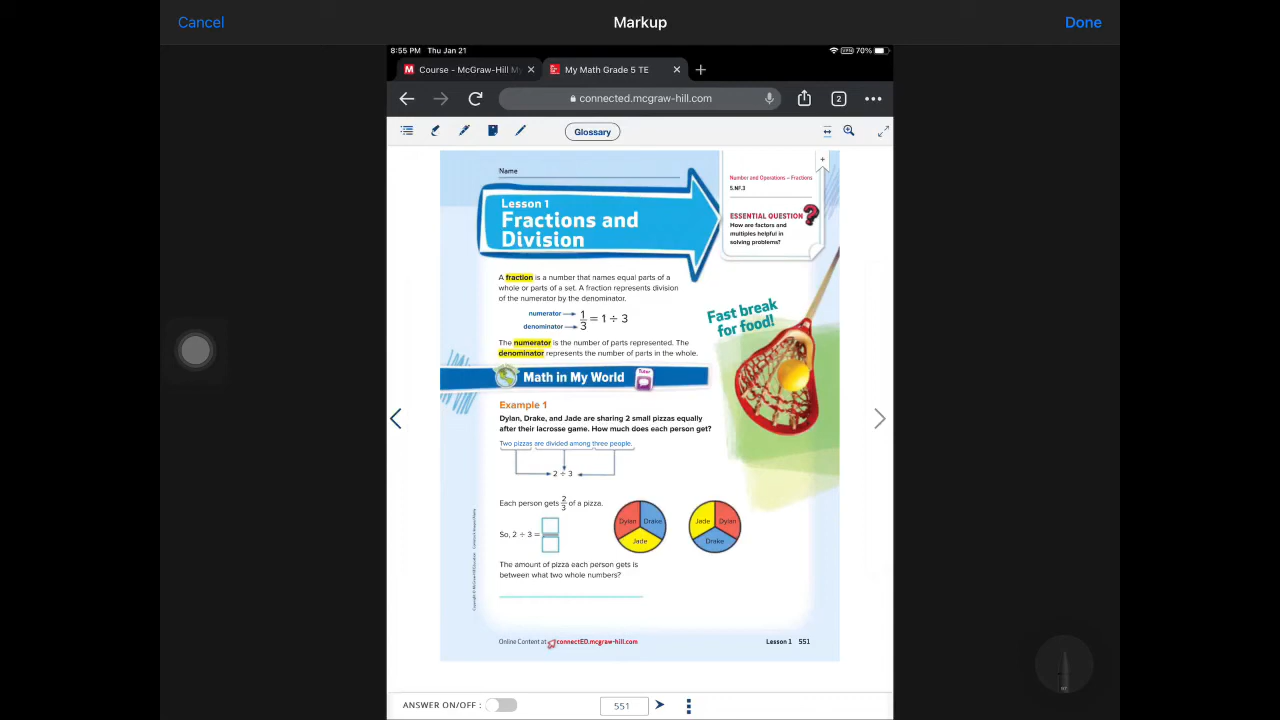 Cancel
Markup
Done
8:55 PM Thu Jan 21
VPN 70%
Course - McGraw-Hill My
My Math Grade 5 TE
connected.mcgraw-hill.com
2
Glossary
Name
Number and Operations – Fractions
5.NF.3
Lesson 1
Fractions and
Division
ESSENTIAL QUESTION
How are factors and
multiples helpful in
solving problems?
A fraction is a number that names equal parts of a
whole or parts of a set. A fraction represents division
of the numerator by the denominator.
numerator → 1
denominator → 3
= 1 ÷ 3
Fast break
for food!
The numerator is the number of parts represented. The
denominator represents the number of parts in the whole.
Math in My World
Tutor
Example 1
Dylan, Drake, and Jade are sharing 2 small pizzas equally
after their lacrosse game. How much does each person get?
Two pizzas are divided among three people.
2 ÷ 3
Each person gets 2/3 of a pizza.
Dylan Drake
Jade
Jade Dylan
Drake
So, 2 ÷ 3 =
The amount of pizza each person gets is
between what two whole numbers?
Online Content at connectED.mcgraw-hill.com
Lesson 1 551
ANSWER ON/OFF :
551